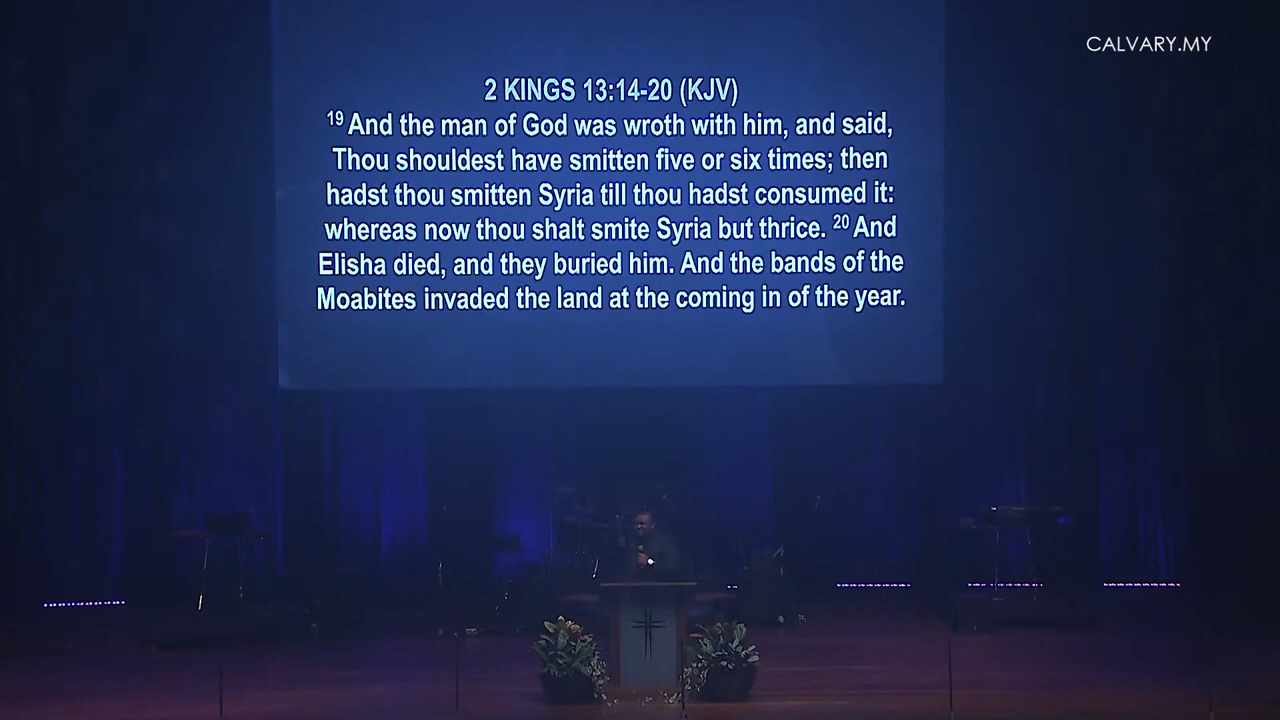 CALVARY.MY
2 KINGS 13:14-20 (KJV)
19 And the man of God was wroth with him, and said,
Thou shouldest have smitten five or six times; then
hadst thou smitten Syria till thou hadst consumed it:
whereas now thou shalt smite Syria but thrice. 20 And
Elisha died, and they buried him. And the bands of the
Moabites invaded the land at the coming in of the year.